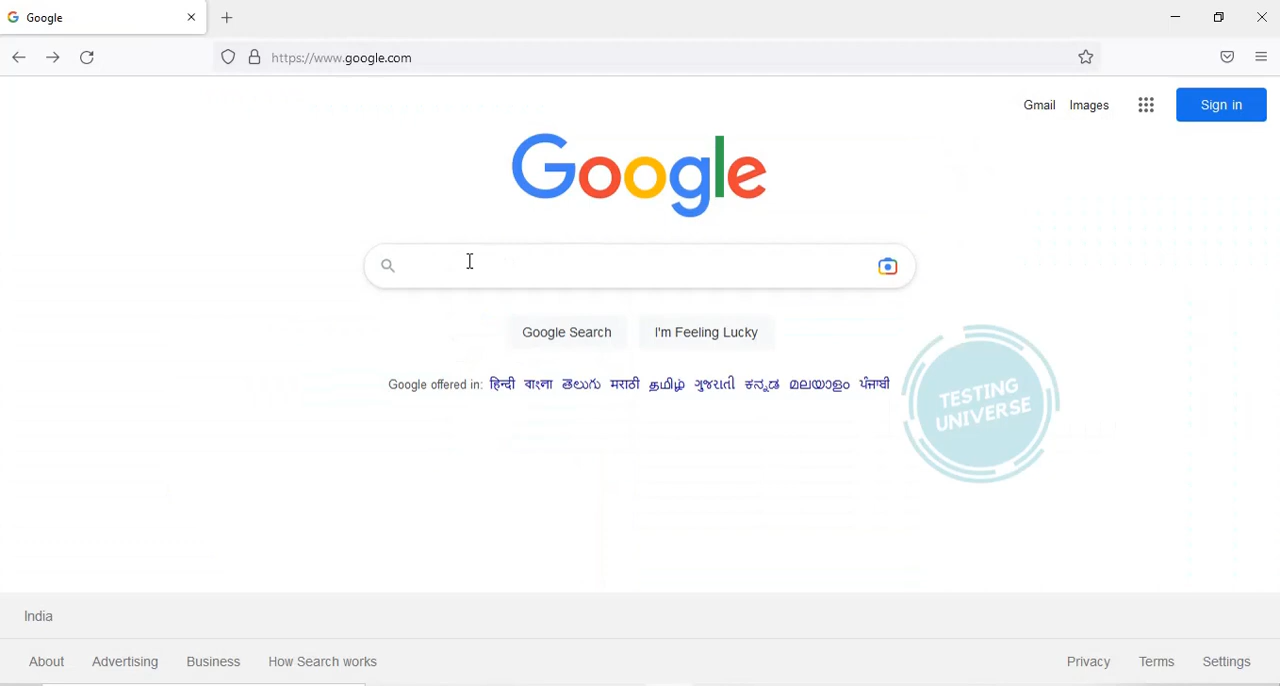 Google
https://www.google.com
Gmail Images Sign in
Google
Google Search I'm Feeling Lucky
Google offered in: हिन्दी বাংলা తెలుగు मराठी தமிழ் ગુજરાતી ಕನ್ನಡ മലയാളം ਪੰਜਾਬੀ
TESTING
UNIVERSE
India
About Advertising Business How Search works Privacy Terms Settings